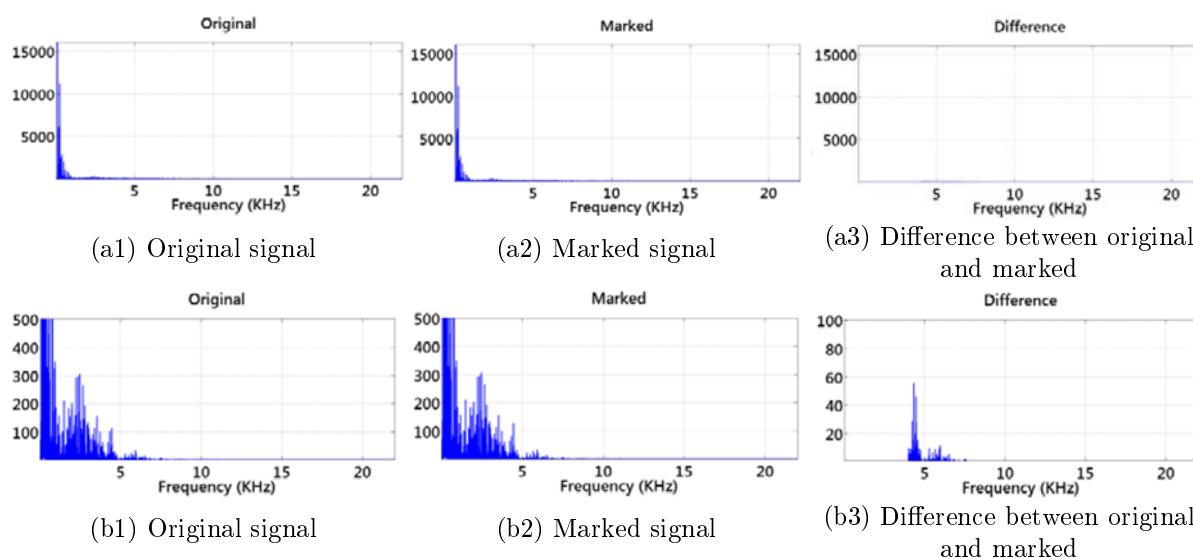 Original
Marked
Difference
15000
10000
5000
5
10
15
20
Frequency (KHz)
15000
10000
5000
5
10
15
20
Frequency (KHz)
15000
10000
5000
5
10
15
20
Frequency (KHz)
(a1) Original signal
(a2) Marked signal
(a3) Difference between original
and marked
Original
Marked
Difference
500
400
300
200
100
5
10
15
20
Frequency (KHz)
500
400
300
200
100
5
10
15
20
Frequency (KHz)
100
80
60
40
20
5
10
15
20
Frequency (KHz)
(b1) Original signal
(b2) Marked signal
(b3) Difference between original
and marked